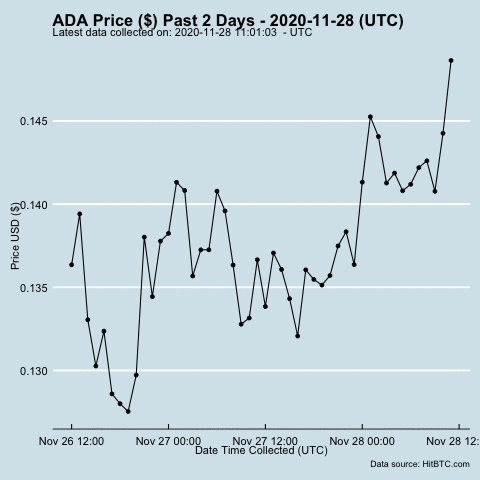 ADA Price ($) Past 2 Days - 2020-11-28 (UTC)
Latest data collected on: 2020-11-28 11:01:03 - UTC
Price USD ($)
0.145
0.140
0.135
0.130
Nov 26 12:00 Nov 27 00:00 Nov 27 12:00 Nov 28 00:00 Nov 28 12:
Date Time Collected (UTC)
Data source: HitBTC.com